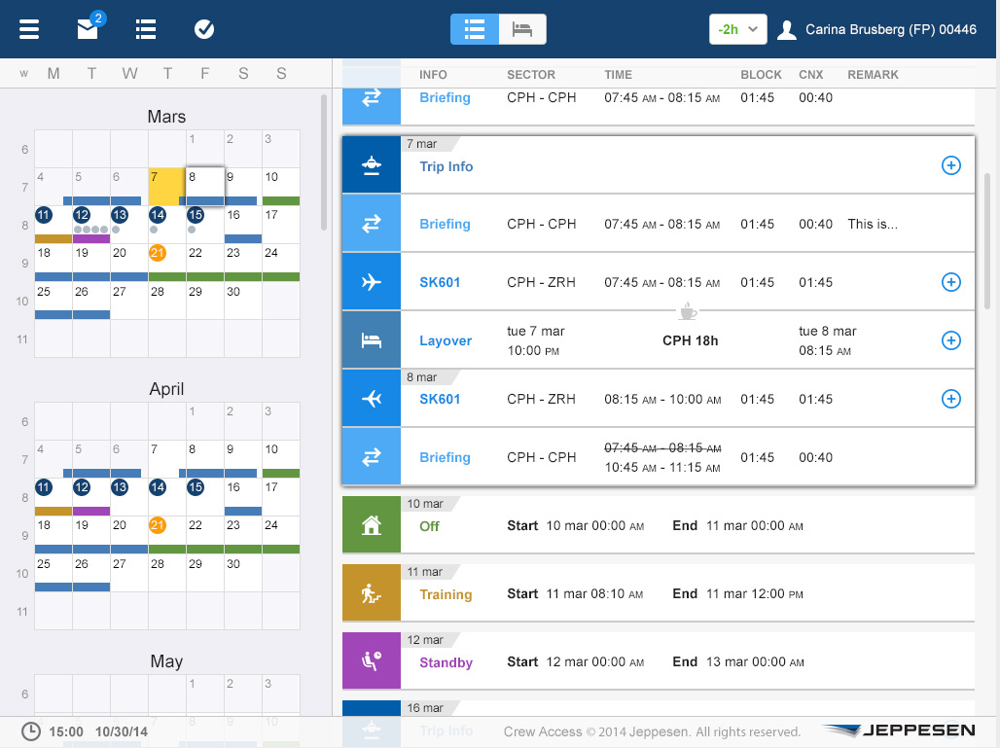 2
-2h
Carina Brusberg (FP) 00446
w M T W T F S S
INFO SECTOR TIME BLOCK CNX REMARK
Mars
6 1 2 3
7 4 5 6 7 8 9 10
8 11 12 13 14 15 16 17
9 18 19 20 21 22 23 24
10 25 26 27 28 29 30
11
April
6 1 2 3
7 4 5 6 7 8 9 10
8 11 12 13 14 15 16 17
9 18 19 20 21 22 23 24
10 25 26 27 28 29 30
11
May
6 1 2 3
7 4 5 6 7 8 9 10
Briefing CPH - CPH 07:45 AM - 08:15 AM 01:45 00:40
7 mar
Trip Info
Briefing CPH - CPH 07:45 AM - 08:15 AM 01:45 00:40 This is...
SK601 CPH - ZRH 07:45 AM - 08:15 AM 01:45 01:45
Layover tue 7 mar 10:00 PM CPH 18h tue 8 mar 08:15 AM
8 mar
SK601 CPH - ZRH 08:15 AM - 10:00 AM 01:45 01:45
Briefing CPH - CPH 07:45 AM - 08:15 AM 10:45 AM - 11:15 AM 01:45 00:40
10 mar
Off Start 10 mar 00:00 AM End 11 mar 00:00 AM
11 mar
Training Start 11 mar 08:10 AM End 11 mar 12:00 PM
12 mar
Standby Start 12 mar 00:00 AM End 13 mar 00:00 AM
16 mar
Trip Info
15:00 10/30/14
Crew Access © 2014 Jeppesen. All rights reserved.
JEPPESEN